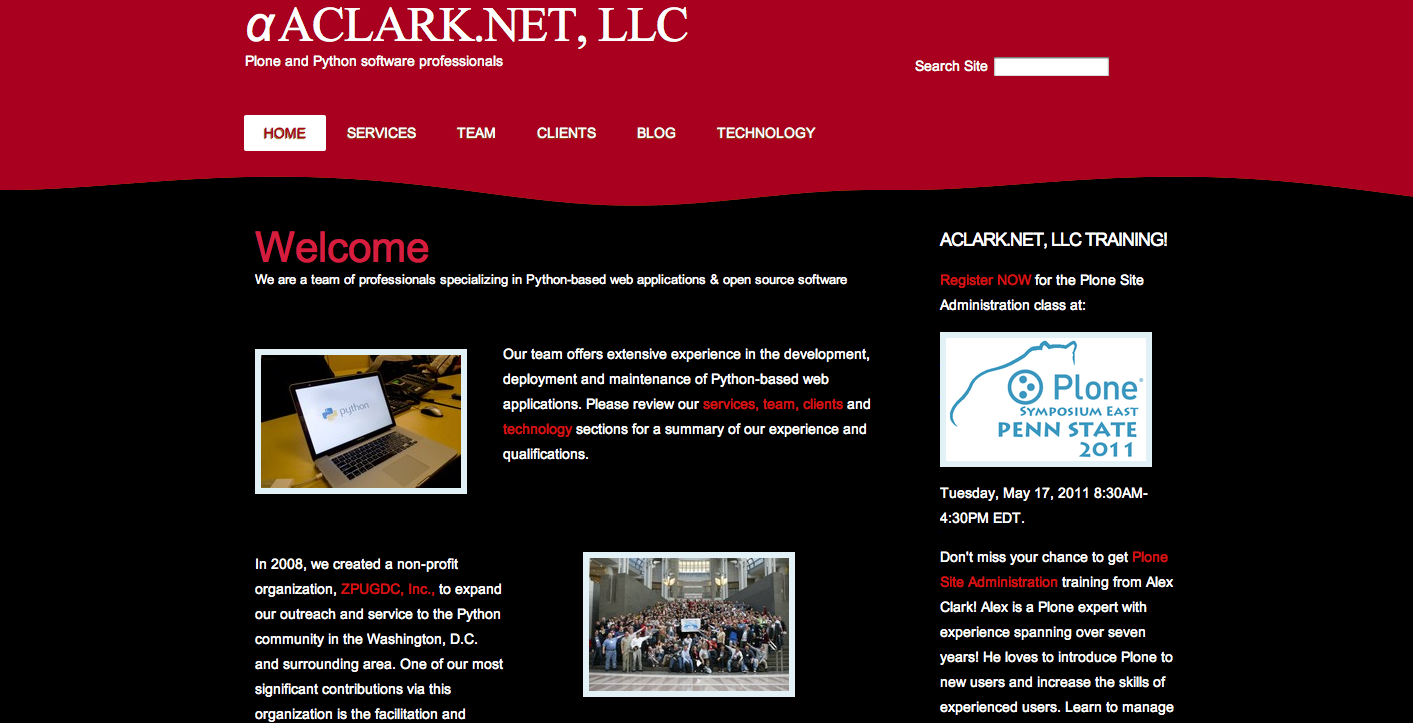 αACLARK.NET, LLC
Plone and Python software professionals
Search Site
HOME SERVICES TEAM CLIENTS BLOG TECHNOLOGY
Welcome
We are a team of professionals specializing in Python-based web applications & open source software
python
Our team offers extensive experience in the development,
deployment and maintenance of Python-based web
applications. Please review our services, team, clients and
technology sections for a summary of our experience and
qualifications.
In 2008, we created a non-profit
organization, ZPUGDC, Inc., to expand
our outreach and service to the Python
community in the Washington, D.C.
and surrounding area. One of our most
significant contributions via this
organization is the facilitation and
ACLARK.NET, LLC TRAINING!
Register NOW for the Plone Site
Administration class at:
Plone®
SYMPOSIUM EAST
PENN STATE
2011
Tuesday, May 17, 2011 8:30AM-
4:30PM EDT.
Don't miss your chance to get Plone
Site Administration training from Alex
Clark! Alex is a Plone expert with
experience spanning over seven
years! He loves to introduce Plone to
new users and increase the skills of
experienced users. Learn to manage